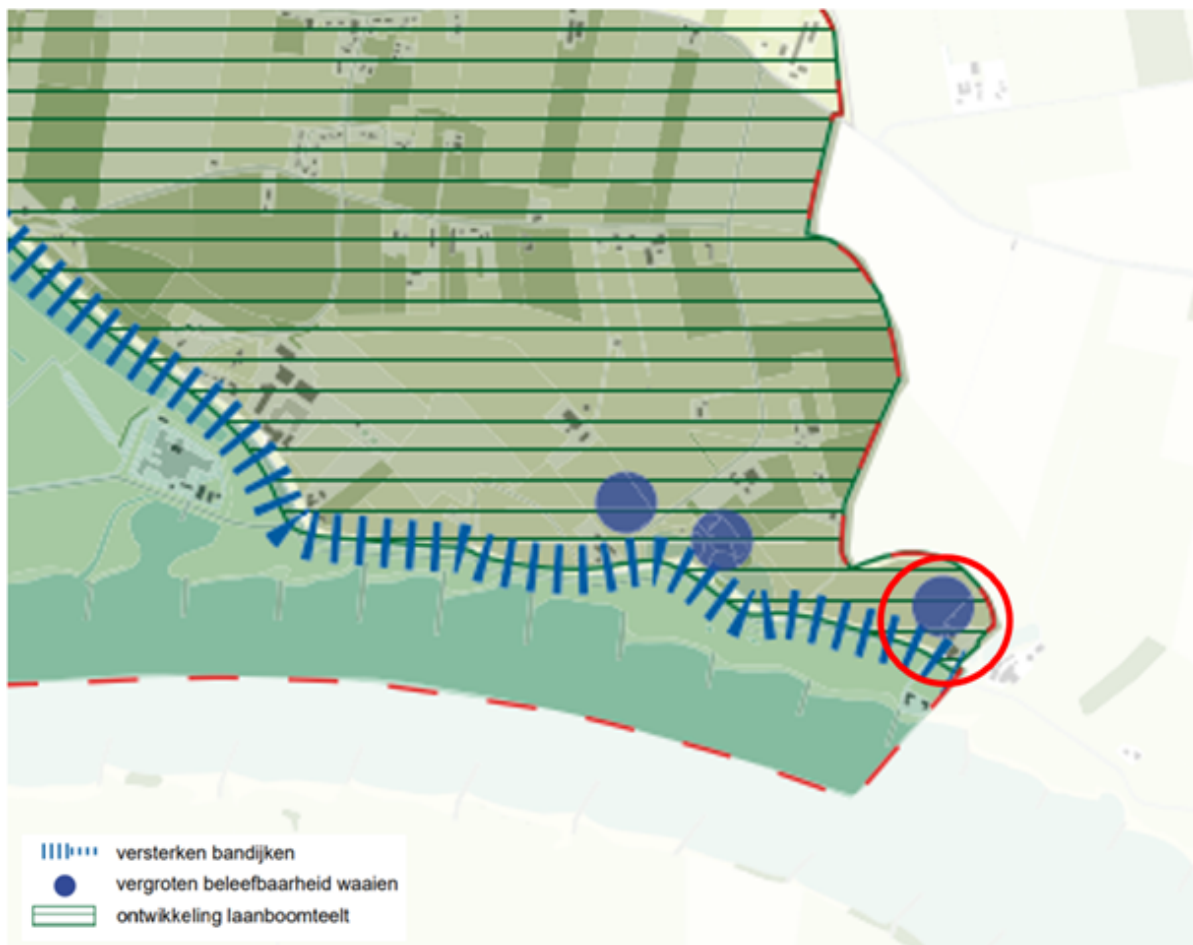 versterken bandijken
vergroten beleefbaarheid waaien
ontwikkeling laanboomteelt